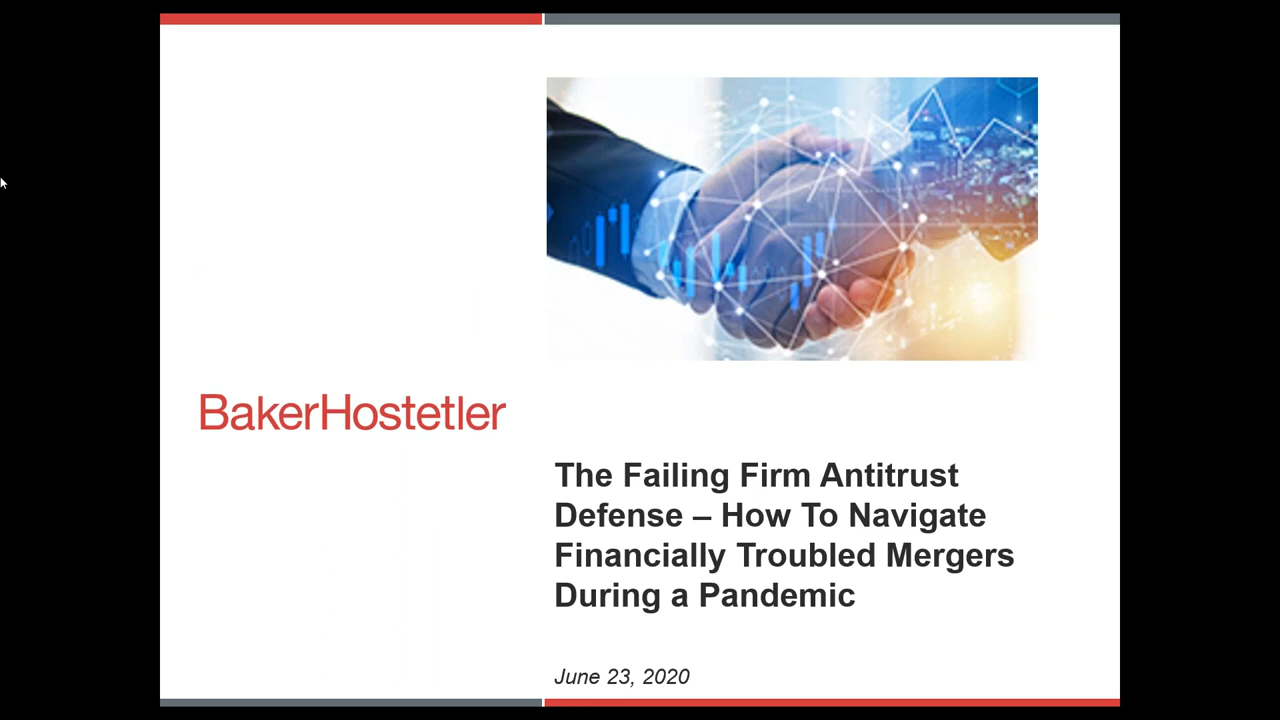 BakerHostetler
The Failing Firm Antitrust
Defense – How To Navigate
Financially Troubled Mergers
During a Pandemic
June 23, 2020